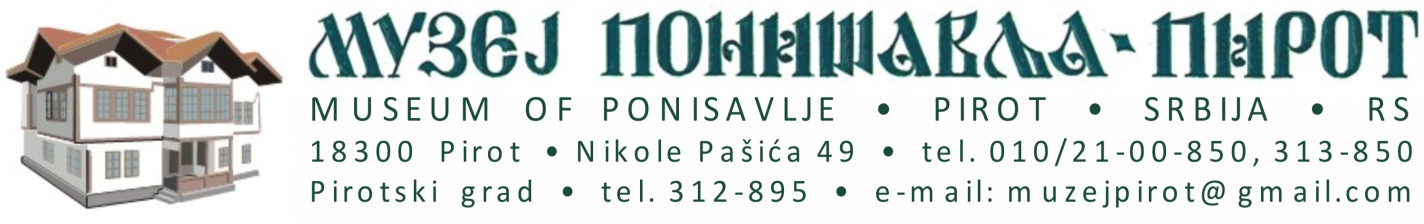 МУЗЕЈ ПОНИШАВЉА-ПИРОТ
MUSEUM OF PONISAVLJE • PIROT • SRBIJA • RS
18300 Pirot • Nikole Pašića 49 • tel. 010/21-00-850, 313-850
Pirotski grad • tel. 312-895 • e-mail: muzejpirot@gmail.com